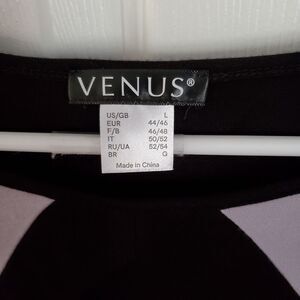 VENUS®
US/GB L
EUR 44/46
F/B 46/48
IT 50/52
RU/UA 52/54
BR G
Made in China